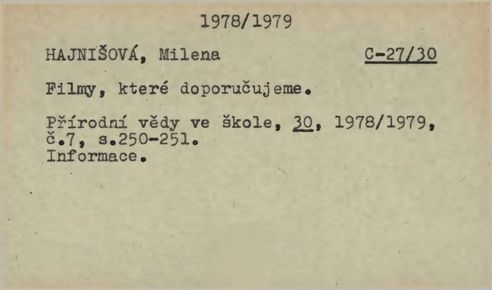 1978/1979
HAJNIŠOVÁ, Milena C-27/30
Filmy, které doporučujeme.
Přírodní vědy ve škole, 30, 1978/1979,
č.7, s.250-251.
Informace.